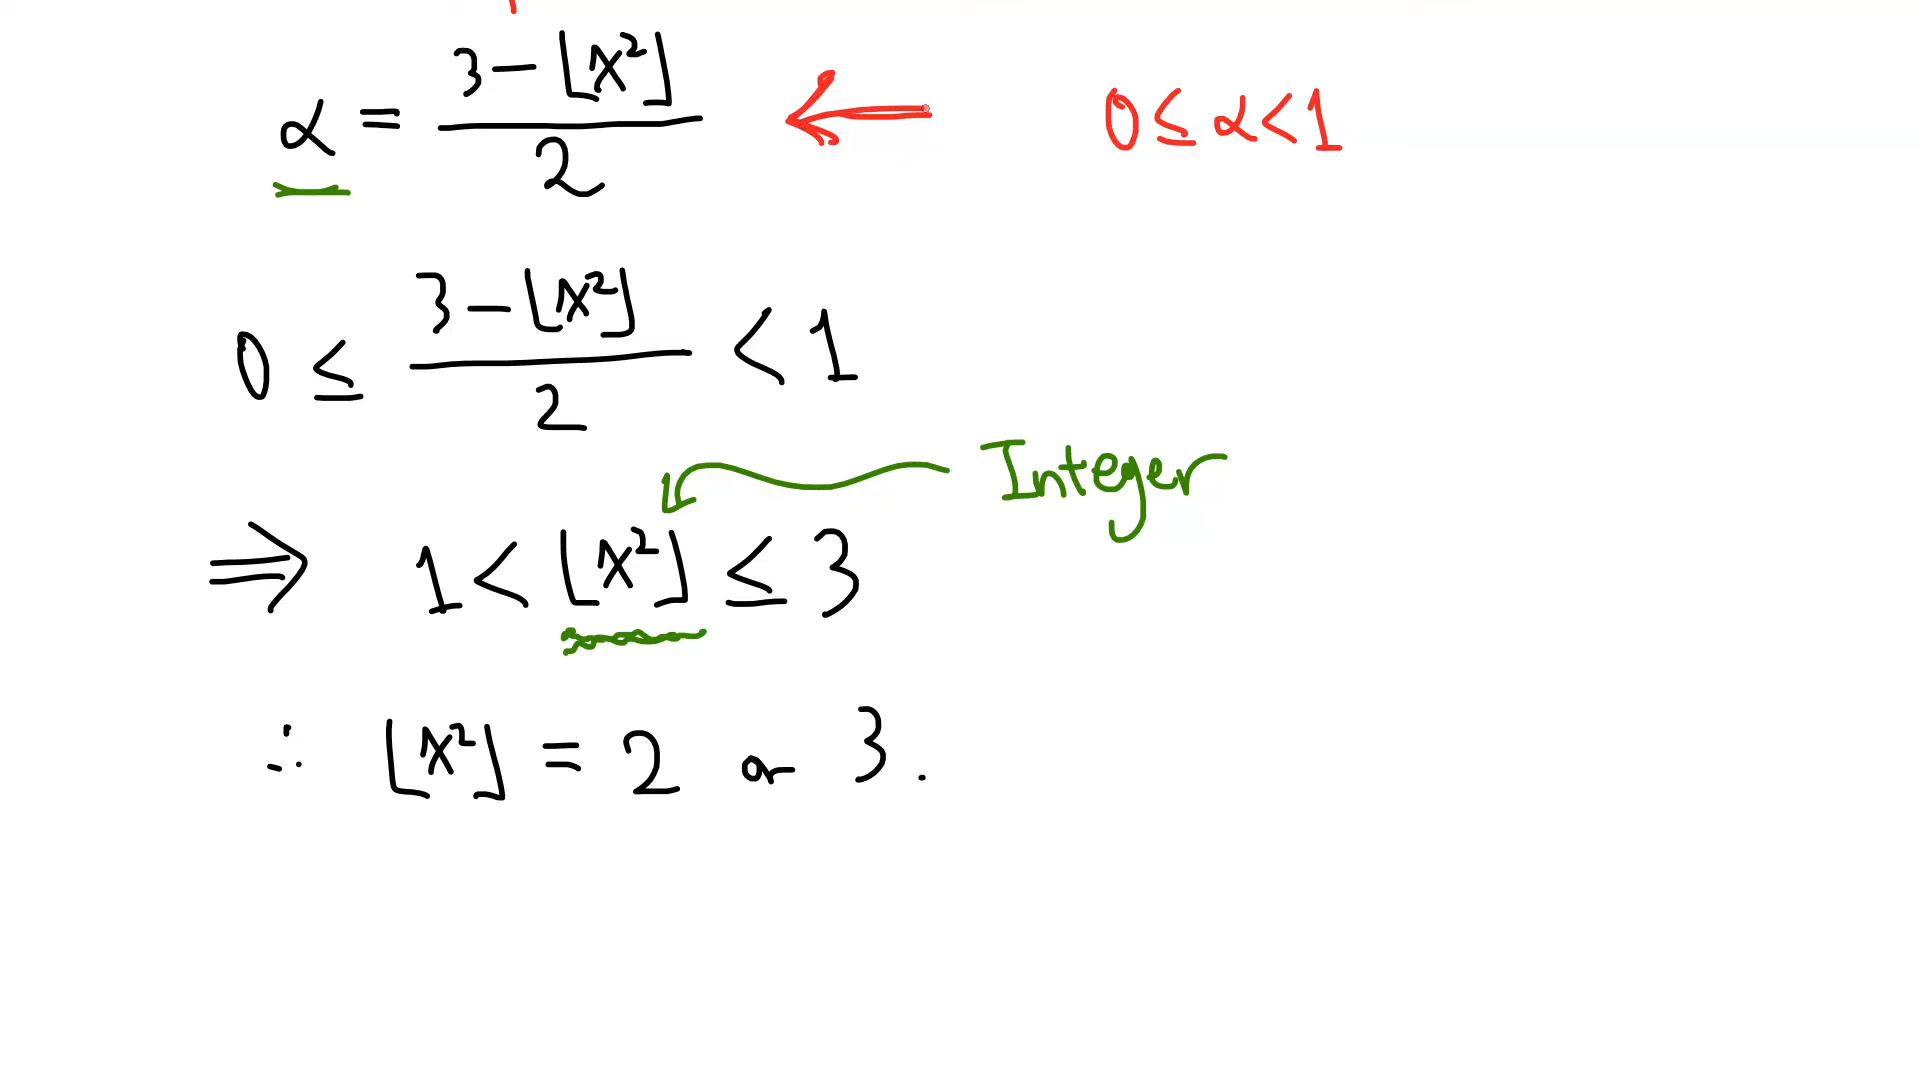 α = (3 - ⌊x²⌋) / 2 ← 0 ≤ α < 1
0 ≤ (3 - ⌊x²⌋) / 2 < 1
Integer
⇒ 1 < ⌊x²⌋ ≤ 3
∴ ⌊x²⌋ = 2 or 3.